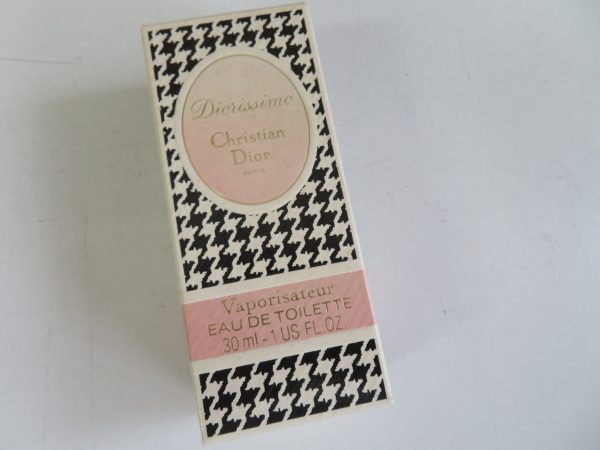 Diorissimo
Christian
Dior
PARIS
Vaporisateur
EAU DE TOILETTE
30 ml - 1 US FL.OZ.